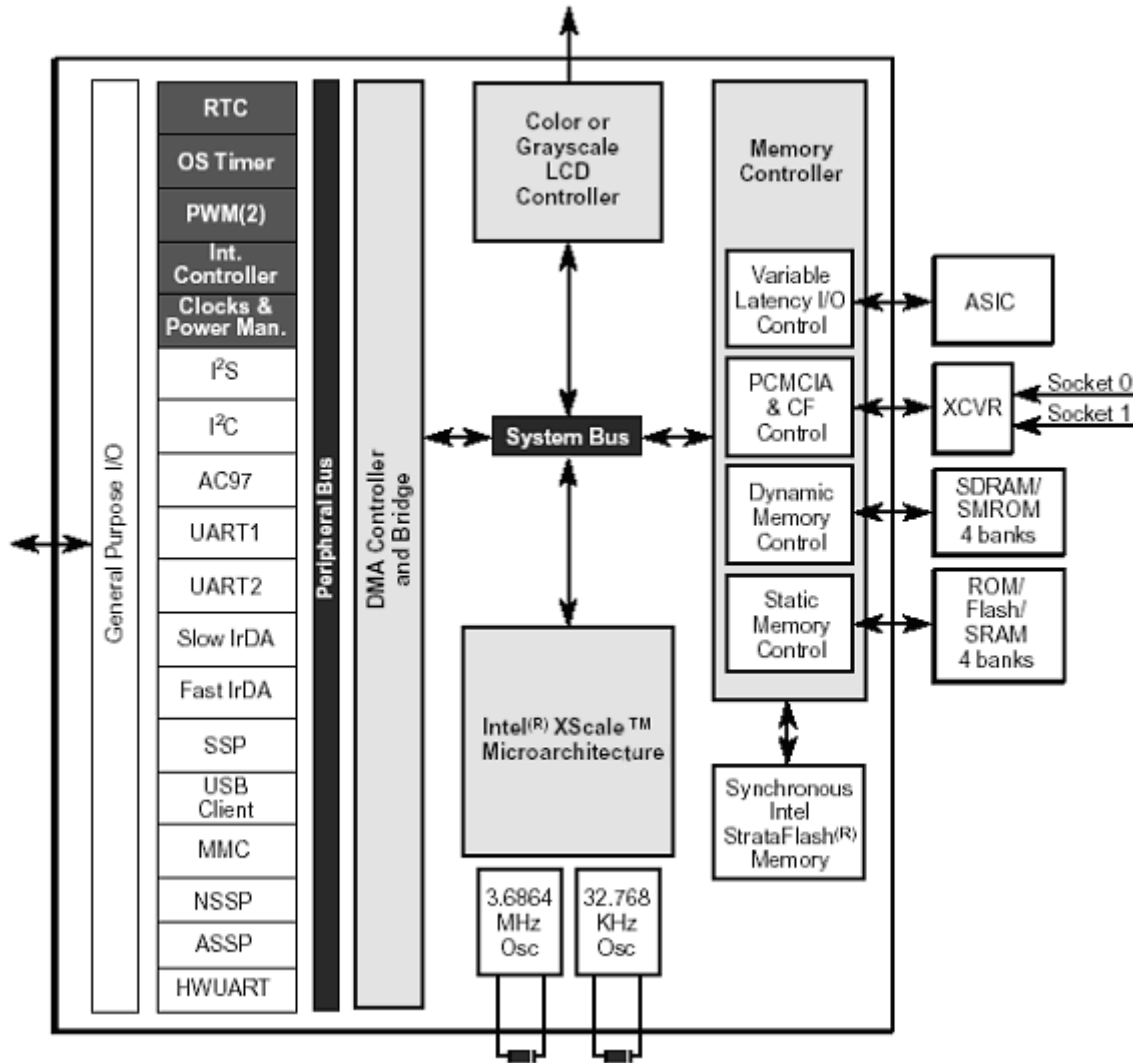 General Purpose I/O
RTC
OS Timer
PWM(2)
Int.
Controller
Clocks &
Power Man.
I²S
I²C
AC97
UART1
UART2
Slow IrDA
Fast IrDA
SSP
USB
Client
MMC
NSSP
ASSP
HWUART
Peripheral Bus
DMA Controller
and Bridge
Color or
Grayscale
LCD
Controller
System Bus
Intel(R) XScale™
Microarchitecture
3.6864
MHz
Osc
32.768
KHz
Osc
Memory
Controller
Variable
Latency I/O
Control
PCMCIA
& CF
Control
Dynamic
Memory
Control
Static
Memory
Control
Synchronous
Intel
StrataFlash(R)
Memory
ASIC
XCVR
Socket 0
Socket 1
SDRAM/
SMROM
4 banks
ROM/
Flash/
SRAM
4 banks